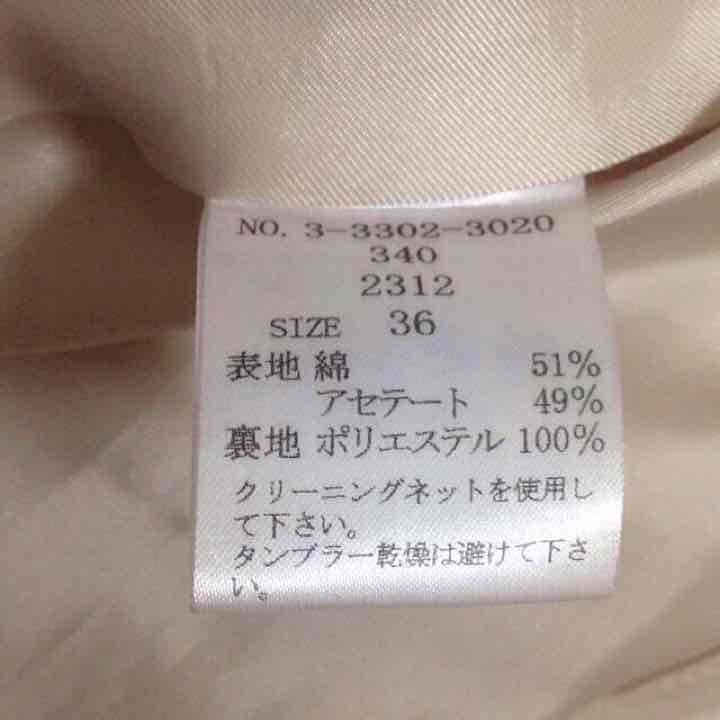 NO. 3-3302-3020
340
2312
SIZE 36
表地 綿 51%
アセテート 49%
裏地 ポリエステル 100%
クリーニングネットを使用し
て下さい。
タンブラー乾燥は避けて下さ
い。